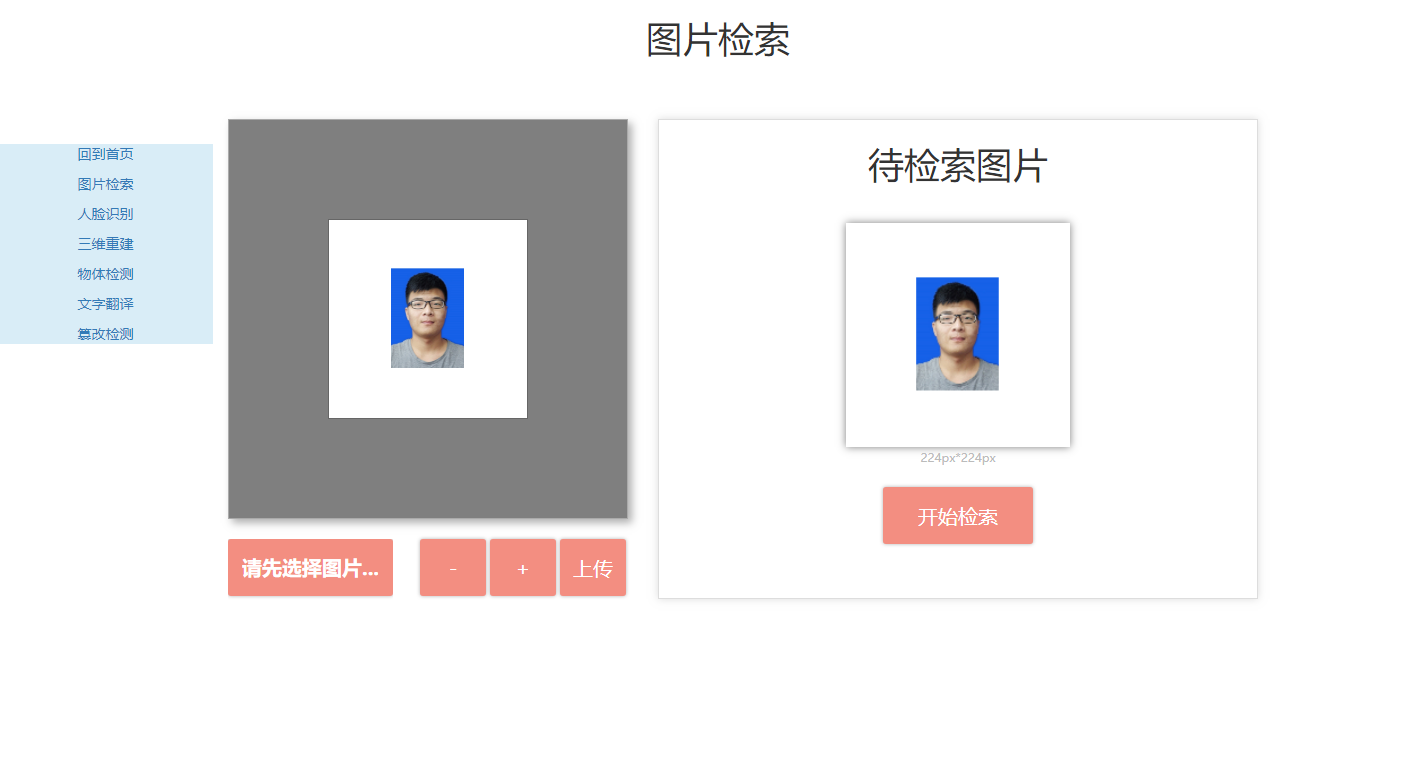 图片检索
回到首页
图片检索
人脸识别
三维重建
物体检测
文字翻译
篡改检测
请先选择图片...
-
+
上传
待检索图片
224px*224px
开始检索